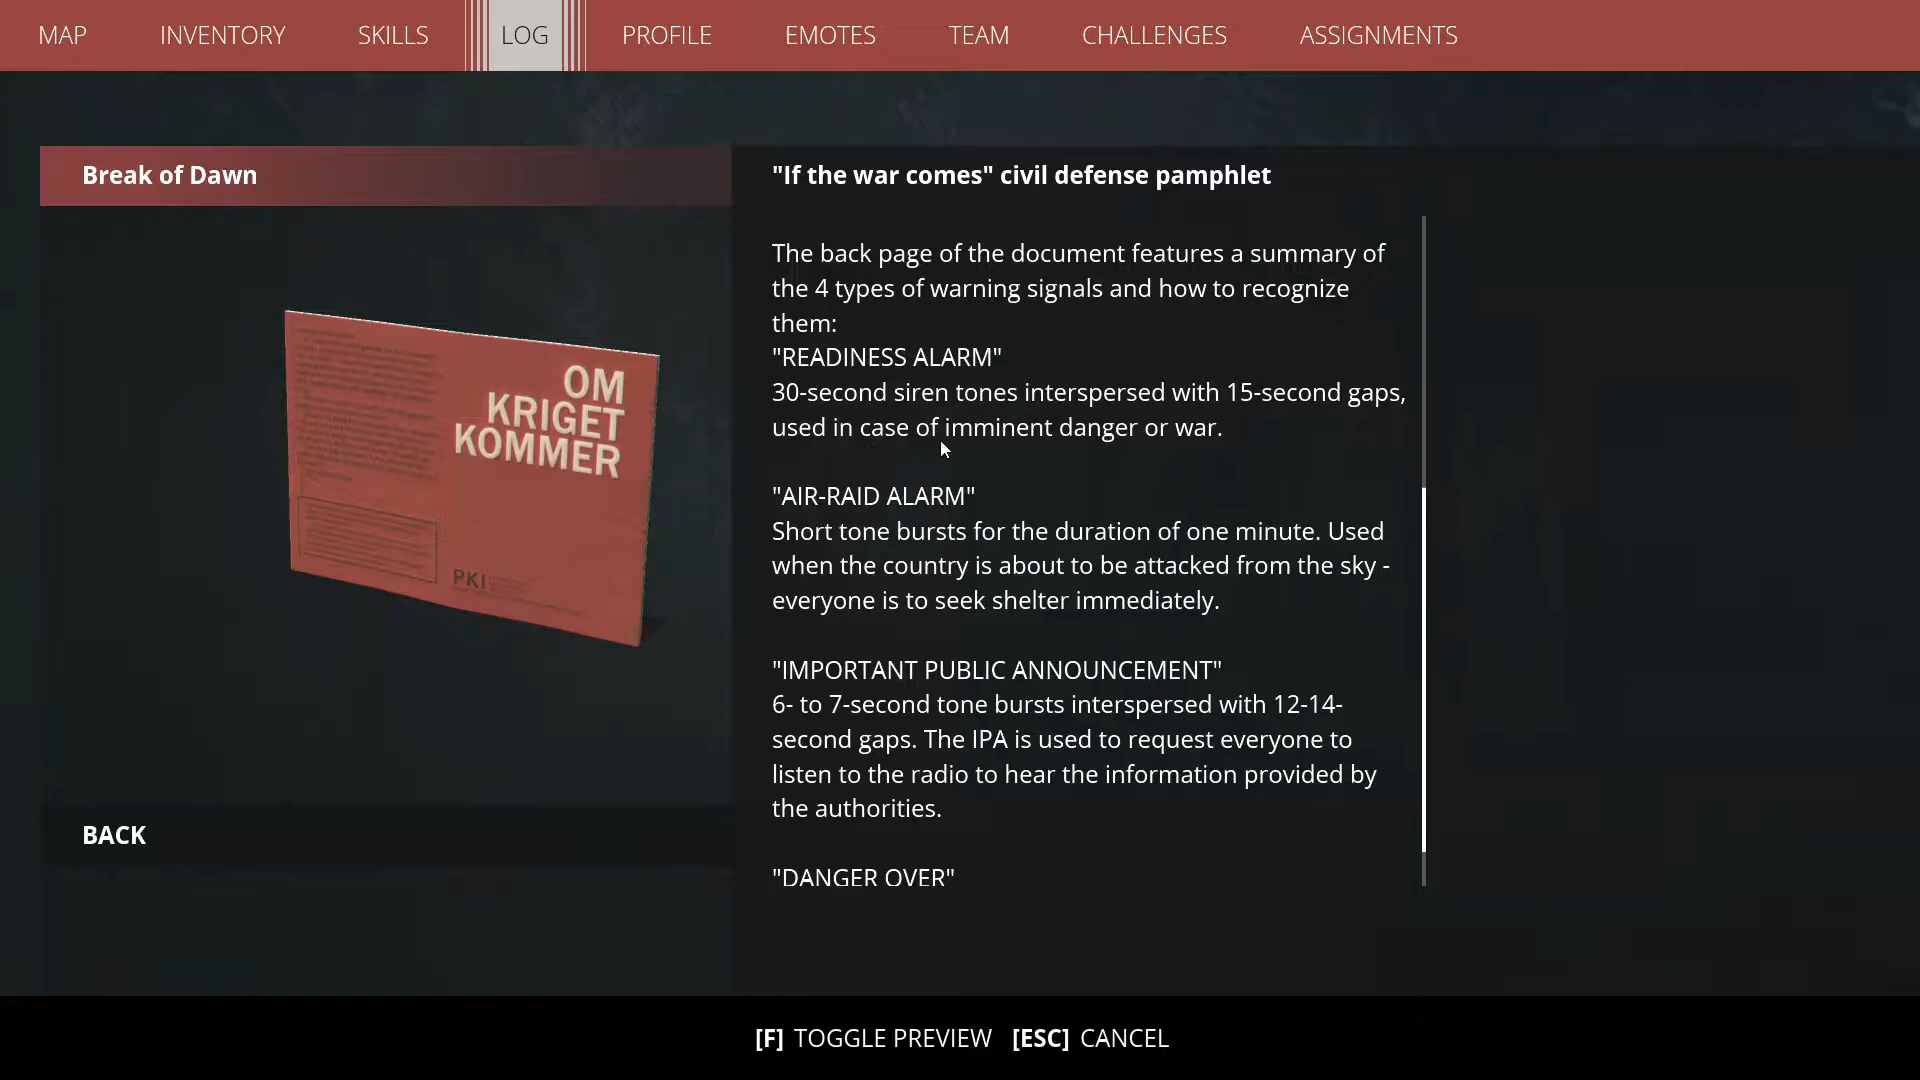 MAP INVENTORY SKILLS LOG PROFILE EMOTES TEAM CHALLENGES ASSIGNMENTS
Break of Dawn
OM
KRIGET
KOMMER
PKI
BACK
"If the war comes" civil defense pamphlet
The back page of the document features a summary of
the 4 types of warning signals and how to recognize
them:
"READINESS ALARM"
30-second siren tones interspersed with 15-second gaps,
used in case of imminent danger or war.
"AIR-RAID ALARM"
Short tone bursts for the duration of one minute. Used
when the country is about to be attacked from the sky -
everyone is to seek shelter immediately.
"IMPORTANT PUBLIC ANNOUNCEMENT"
6- to 7-second tone bursts interspersed with 12-14-
second gaps. The IPA is used to request everyone to
listen to the radio to hear the information provided by
the authorities.
"DANGER OVER"
[F] TOGGLE PREVIEW [ESC] CANCEL